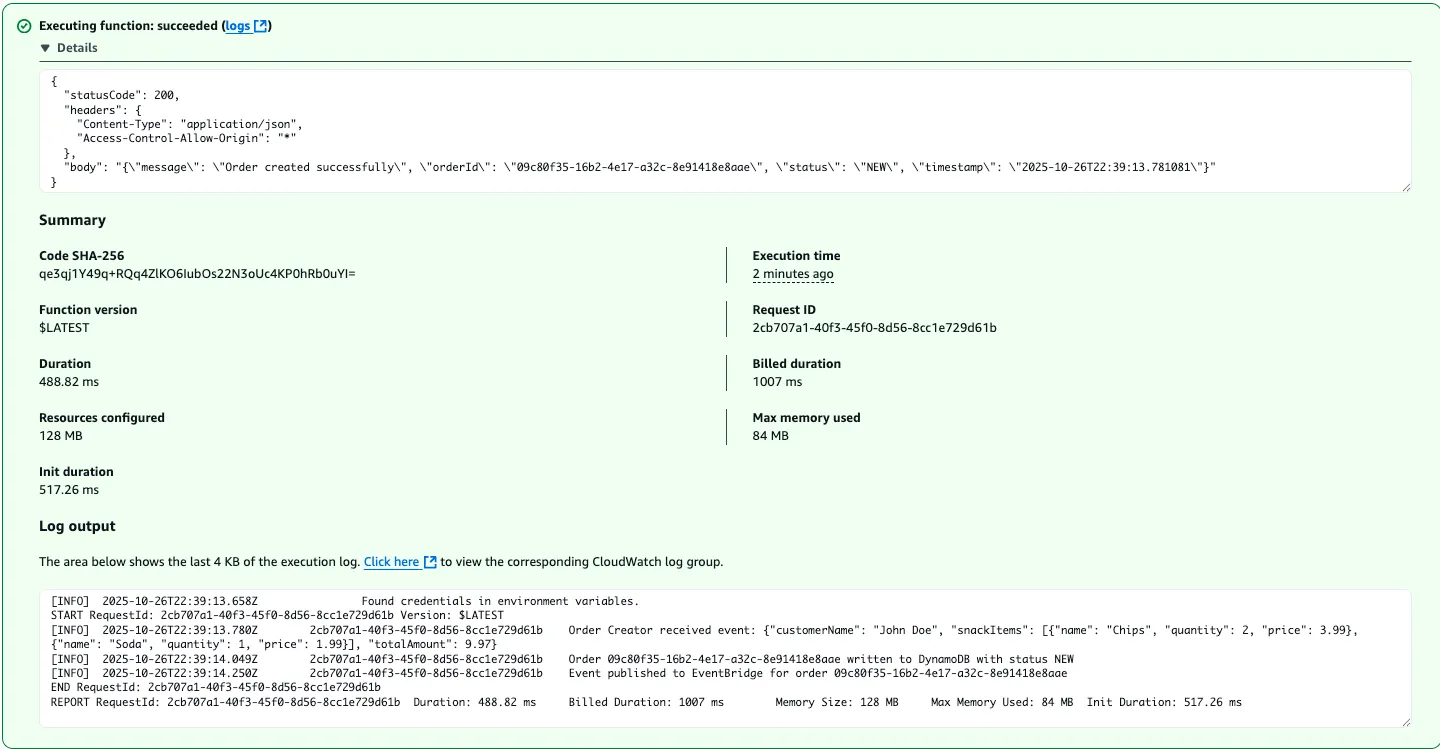 Executing function: succeeded (logs)
Details
{
  "statusCode": 200,
  "headers": {
    "Content-Type": "application/json",
    "Access-Control-Allow-Origin": "*"
  },
  "body": "{\"message\": \"Order created successfully\", \"orderId\": \"09c80f35-16b2-4e17-a32c-8e91418e8aae\", \"status\": \"NEW\", \"timestamp\": \"2025-10-26T22:39:13.781081\"}"
}
Summary
Code SHA-256
qe3qj1Y49q+RQq4ZlKO6IubOs22N3oUc4KP0hRb0uYI=
Execution time
2 minutes ago
Function version
$LATEST
Request ID
2cb707a1-40f3-45f0-8d56-8cc1e729d61b
Duration
488.82 ms
Billed duration
1007 ms
Resources configured
128 MB
Max memory used
84 MB
Init duration
517.26 ms
Log output
The area below shows the last 4 KB of the execution log. Click here to view the corresponding CloudWatch log group.
[INFO]  2025-10-26T22:39:13.658Z                Found credentials in environment variables.
START RequestId: 2cb707a1-40f3-45f0-8d56-8cc1e729d61b Version: $LATEST
[INFO]  2025-10-26T22:39:13.780Z        2cb707a1-40f3-45f0-8d56-8cc1e729d61b    Order Creator received event: {"customerName": "John Doe", "snackItems": [{"name": "Chips", "quantity": 2, "price": 3.99},
{"name": "Soda", "quantity": 1, "price": 1.99}], "totalAmount": 9.97}
[INFO]  2025-10-26T22:39:14.049Z        2cb707a1-40f3-45f0-8d56-8cc1e729d61b    Order 09c80f35-16b2-4e17-a32c-8e91418e8aae written to DynamoDB with status NEW
[INFO]  2025-10-26T22:39:14.250Z        2cb707a1-40f3-45f0-8d56-8cc1e729d61b    Event published to EventBridge for order 09c80f35-16b2-4e17-a32c-8e91418e8aae
END RequestId: 2cb707a1-40f3-45f0-8d56-8cc1e729d61b
REPORT RequestId: 2cb707a1-40f3-45f0-8d56-8cc1e729d61b  Duration: 488.82 ms     Billed Duration: 1007 ms        Memory Size: 128 MB     Max Memory Used: 84 MB  Init Duration: 517.26 ms